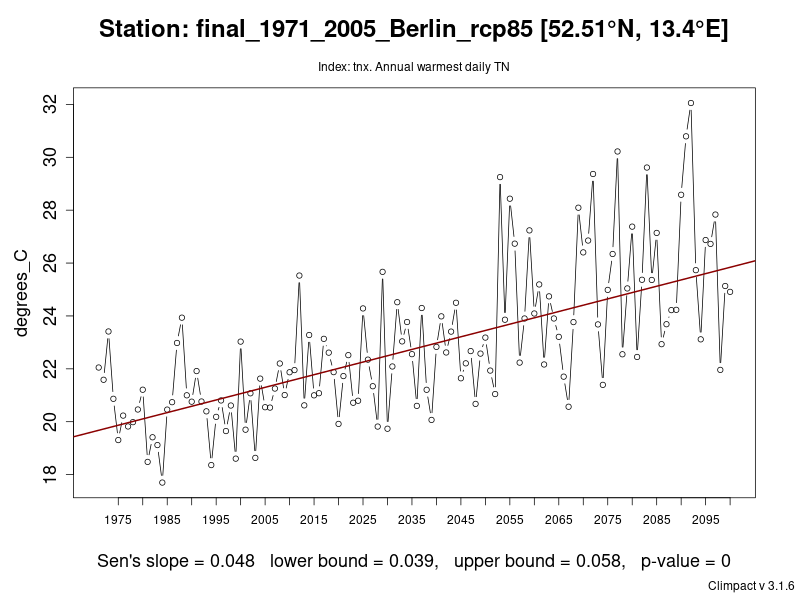 Station: final_1971_2005_Berlin_rcp85 [52.51°N, 13.4°E]
Index: tnx. Annual warmest daily TN
degrees_C
32
30
28
26
24
22
20
18
1975 1985 1995 2005 2015 2025 2035 2045 2055 2065 2075 2085 2095
Sen's slope = 0.048 lower bound = 0.039, upper bound = 0.058, p-value = 0
Climpact v 3.1.6